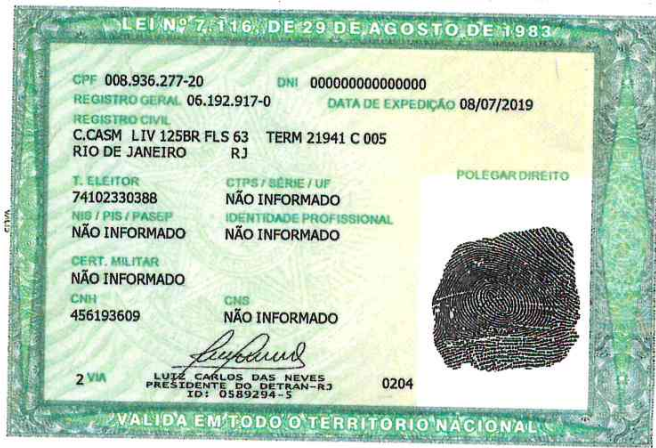 LEI Nº 7.116, DE 29 DE AGOSTO DE 1983
CPF 008.936.277-20 DNI 000000000000000
REGISTRO GERAL 06.192.917-0 DATA DE EXPEDIÇÃO 08/07/2019
REGISTRO CIVIL
C.CASM LIV 125BR FLS 63 TERM 21941 C 005
RIO DE JANEIRO RJ
T. ELEITOR CTPS / SÉRIE / UF POLEGAR DIREITO
74102330388 NÃO INFORMADO
NIS / PIS / PASEP IDENTIDADE PROFISSIONAL
NÃO INFORMADO NÃO INFORMADO
CERT. MILITAR
NÃO INFORMADO
CNH CNS
456193609 NÃO INFORMADO
2 VIA LUIZ CARLOS DAS NEVES 0204
PRESIDENTE DO DETRAN-RJ
ID: 0589294-5
VALIDA EM TODO O TERRITORIO NACIONAL